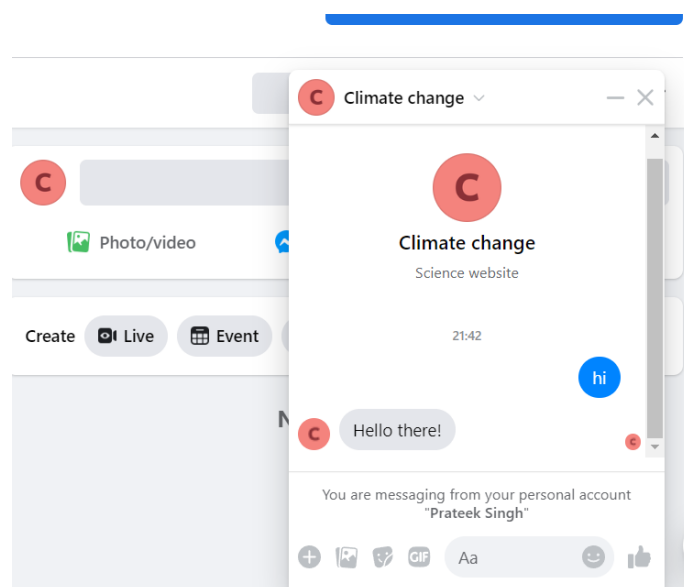 C Climate change
C
C
Photo/video
Climate change
Science website
Create Live Event
21:42
hi
N
C Hello there!
C
You are messaging from your personal account
"Prateek Singh"
GIF Aa